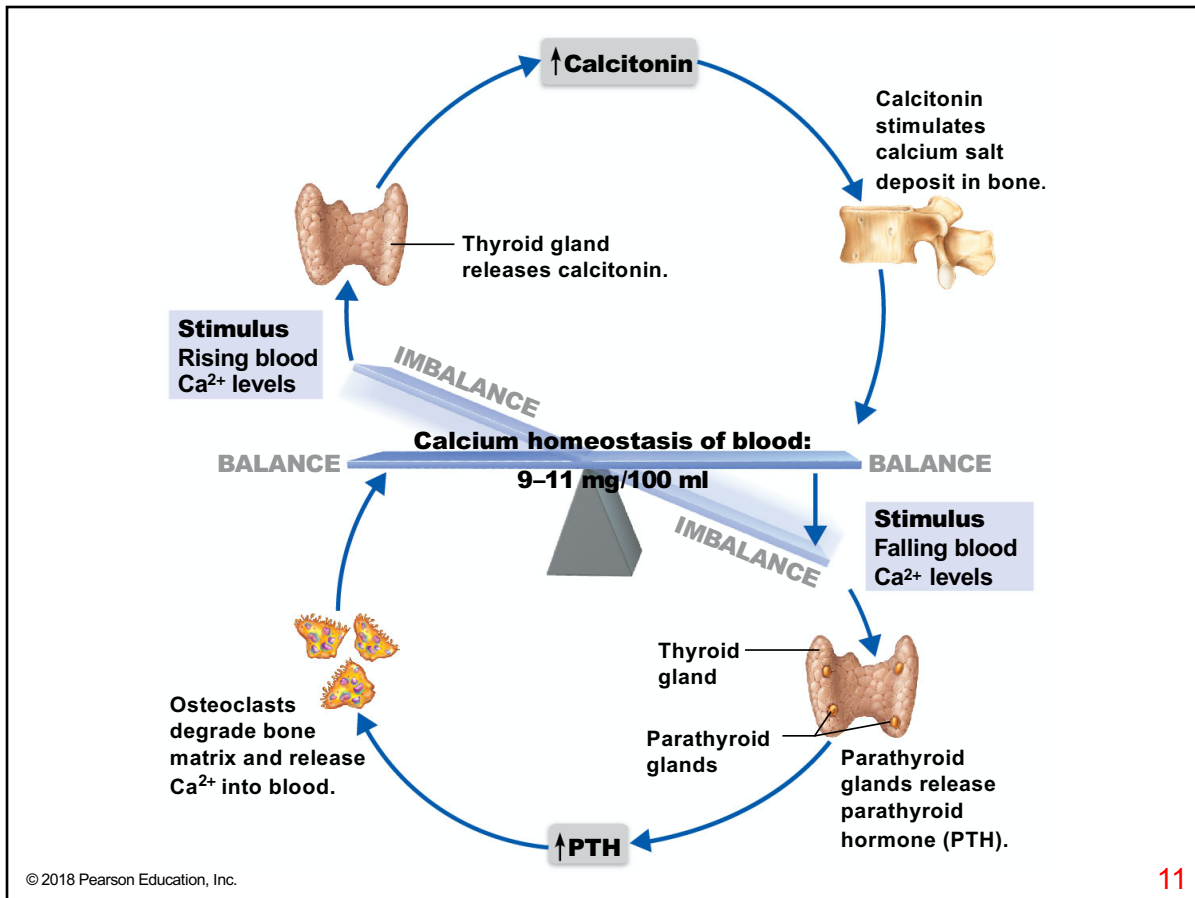 ↑Calcitonin
Calcitonin
stimulates
calcium salt
deposit in bone.
Thyroid gland
releases calcitonin.
Stimulus
Rising blood
Ca²⁺ levels
IMBALANCE
Calcium homeostasis of blood:
9–11 mg/100 ml
BALANCE
BALANCE
IMBALANCE
Stimulus
Falling blood
Ca²⁺ levels
Thyroid
gland
Parathyroid
glands
Parathyroid
glands release
parathyroid
hormone (PTH).
↑PTH
Osteoclasts
degrade bone
matrix and release
Ca²⁺ into blood.
© 2018 Pearson Education, Inc.
11